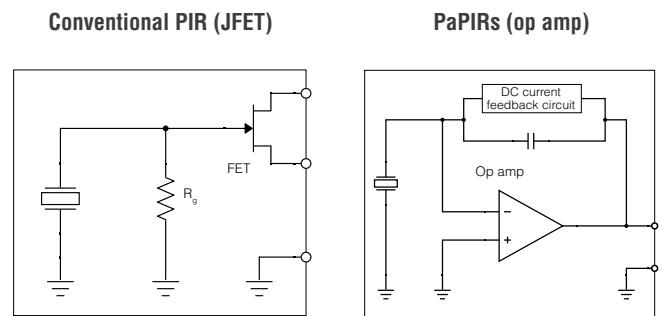 Conventional PIR (JFET)
FET
Rg
PaPIRs (op amp)
DC current
feedback circuit
Op amp
−
+